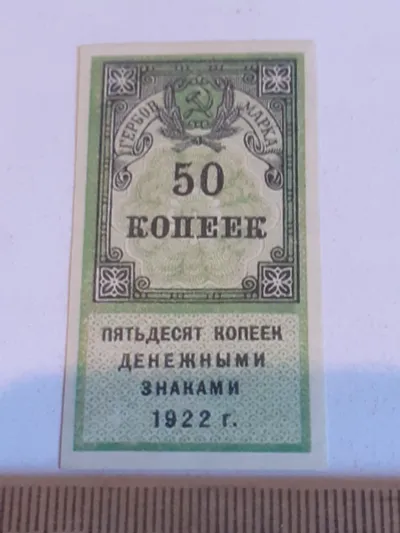 ГЕРБОВ. МАРКА
50
КОПЕЕК
ПЯТЬДЕСЯТ КОПЕЕК
ДЕНЕЖНЫМИ
ЗНАКАМИ
1922 г.